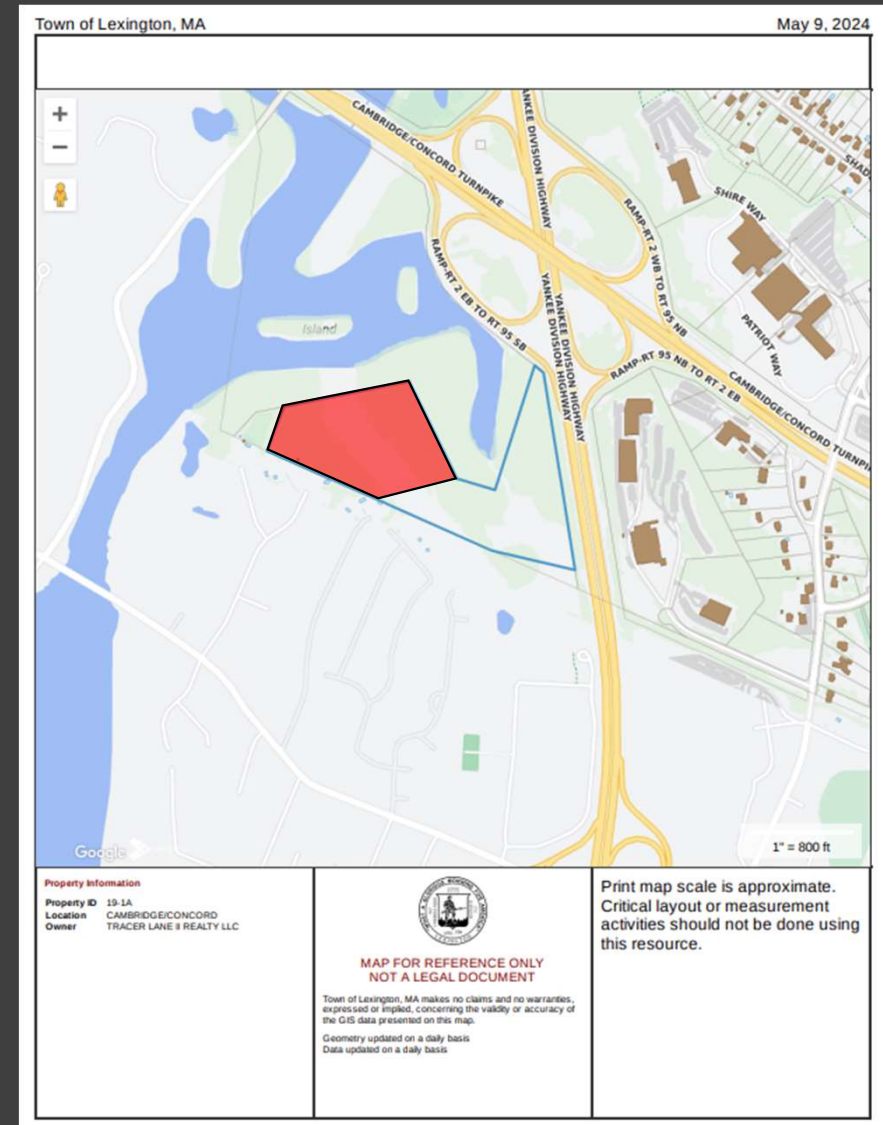 Town of Lexington, MA
May 9, 2024
+
−
CAMBRIDGE/CONCORD TURNPIKE
YANKEE DIVISION HIGHWAY
SHIRE WAY
RAMP-RT 2 WB TO RT 95 NB
RAMP-RT 2 EB TO RT 95 SB
YANKEE DIVISION HIGHWAY
YANKEE DIVISION HIGHWAY
Island
PATRIOT WAY
RAMP-RT 95 NB TO RT 2 EB
CAMBRIDGE/CONCORD TURNPI
Google
1" = 800 ft
Property Information
Property ID 19-1A
Location CAMBRIDGE/CONCORD
Owner TRACER LANE II REALTY LLC
MAP FOR REFERENCE ONLY
NOT A LEGAL DOCUMENT
Town of Lexington, MA makes no claims and no warranties,
expressed or implied, concerning the validity or accuracy of
the GIS data presented on this map.
Geometry updated on a daily basis
Data updated on a daily basis
Print map scale is approximate.
Critical layout or measurement
activities should not be done using
this resource.